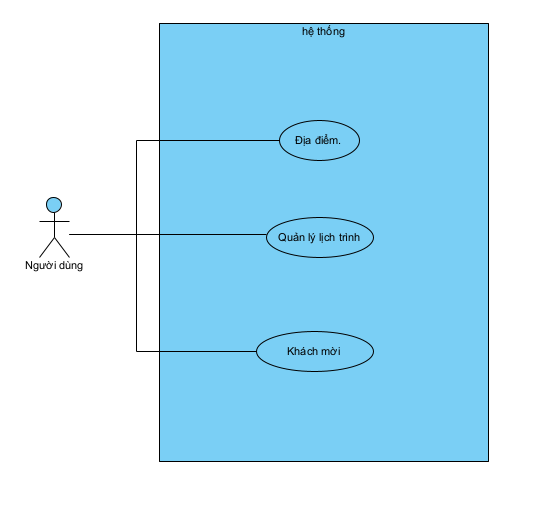 hệ thống
Địa điểm.
Quản lý lịch trình
Người dùng
Khách mời